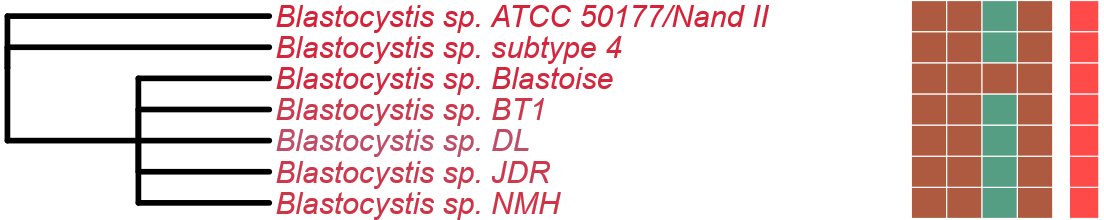 Blastocystis sp. ATCC 50177/Nand II
Blastocystis sp. subtype 4
Blastocystis sp. Blastoise
Blastocystis sp. BT1
Blastocystis sp. DL
Blastocystis sp. JDR
Blastocystis sp. NMH